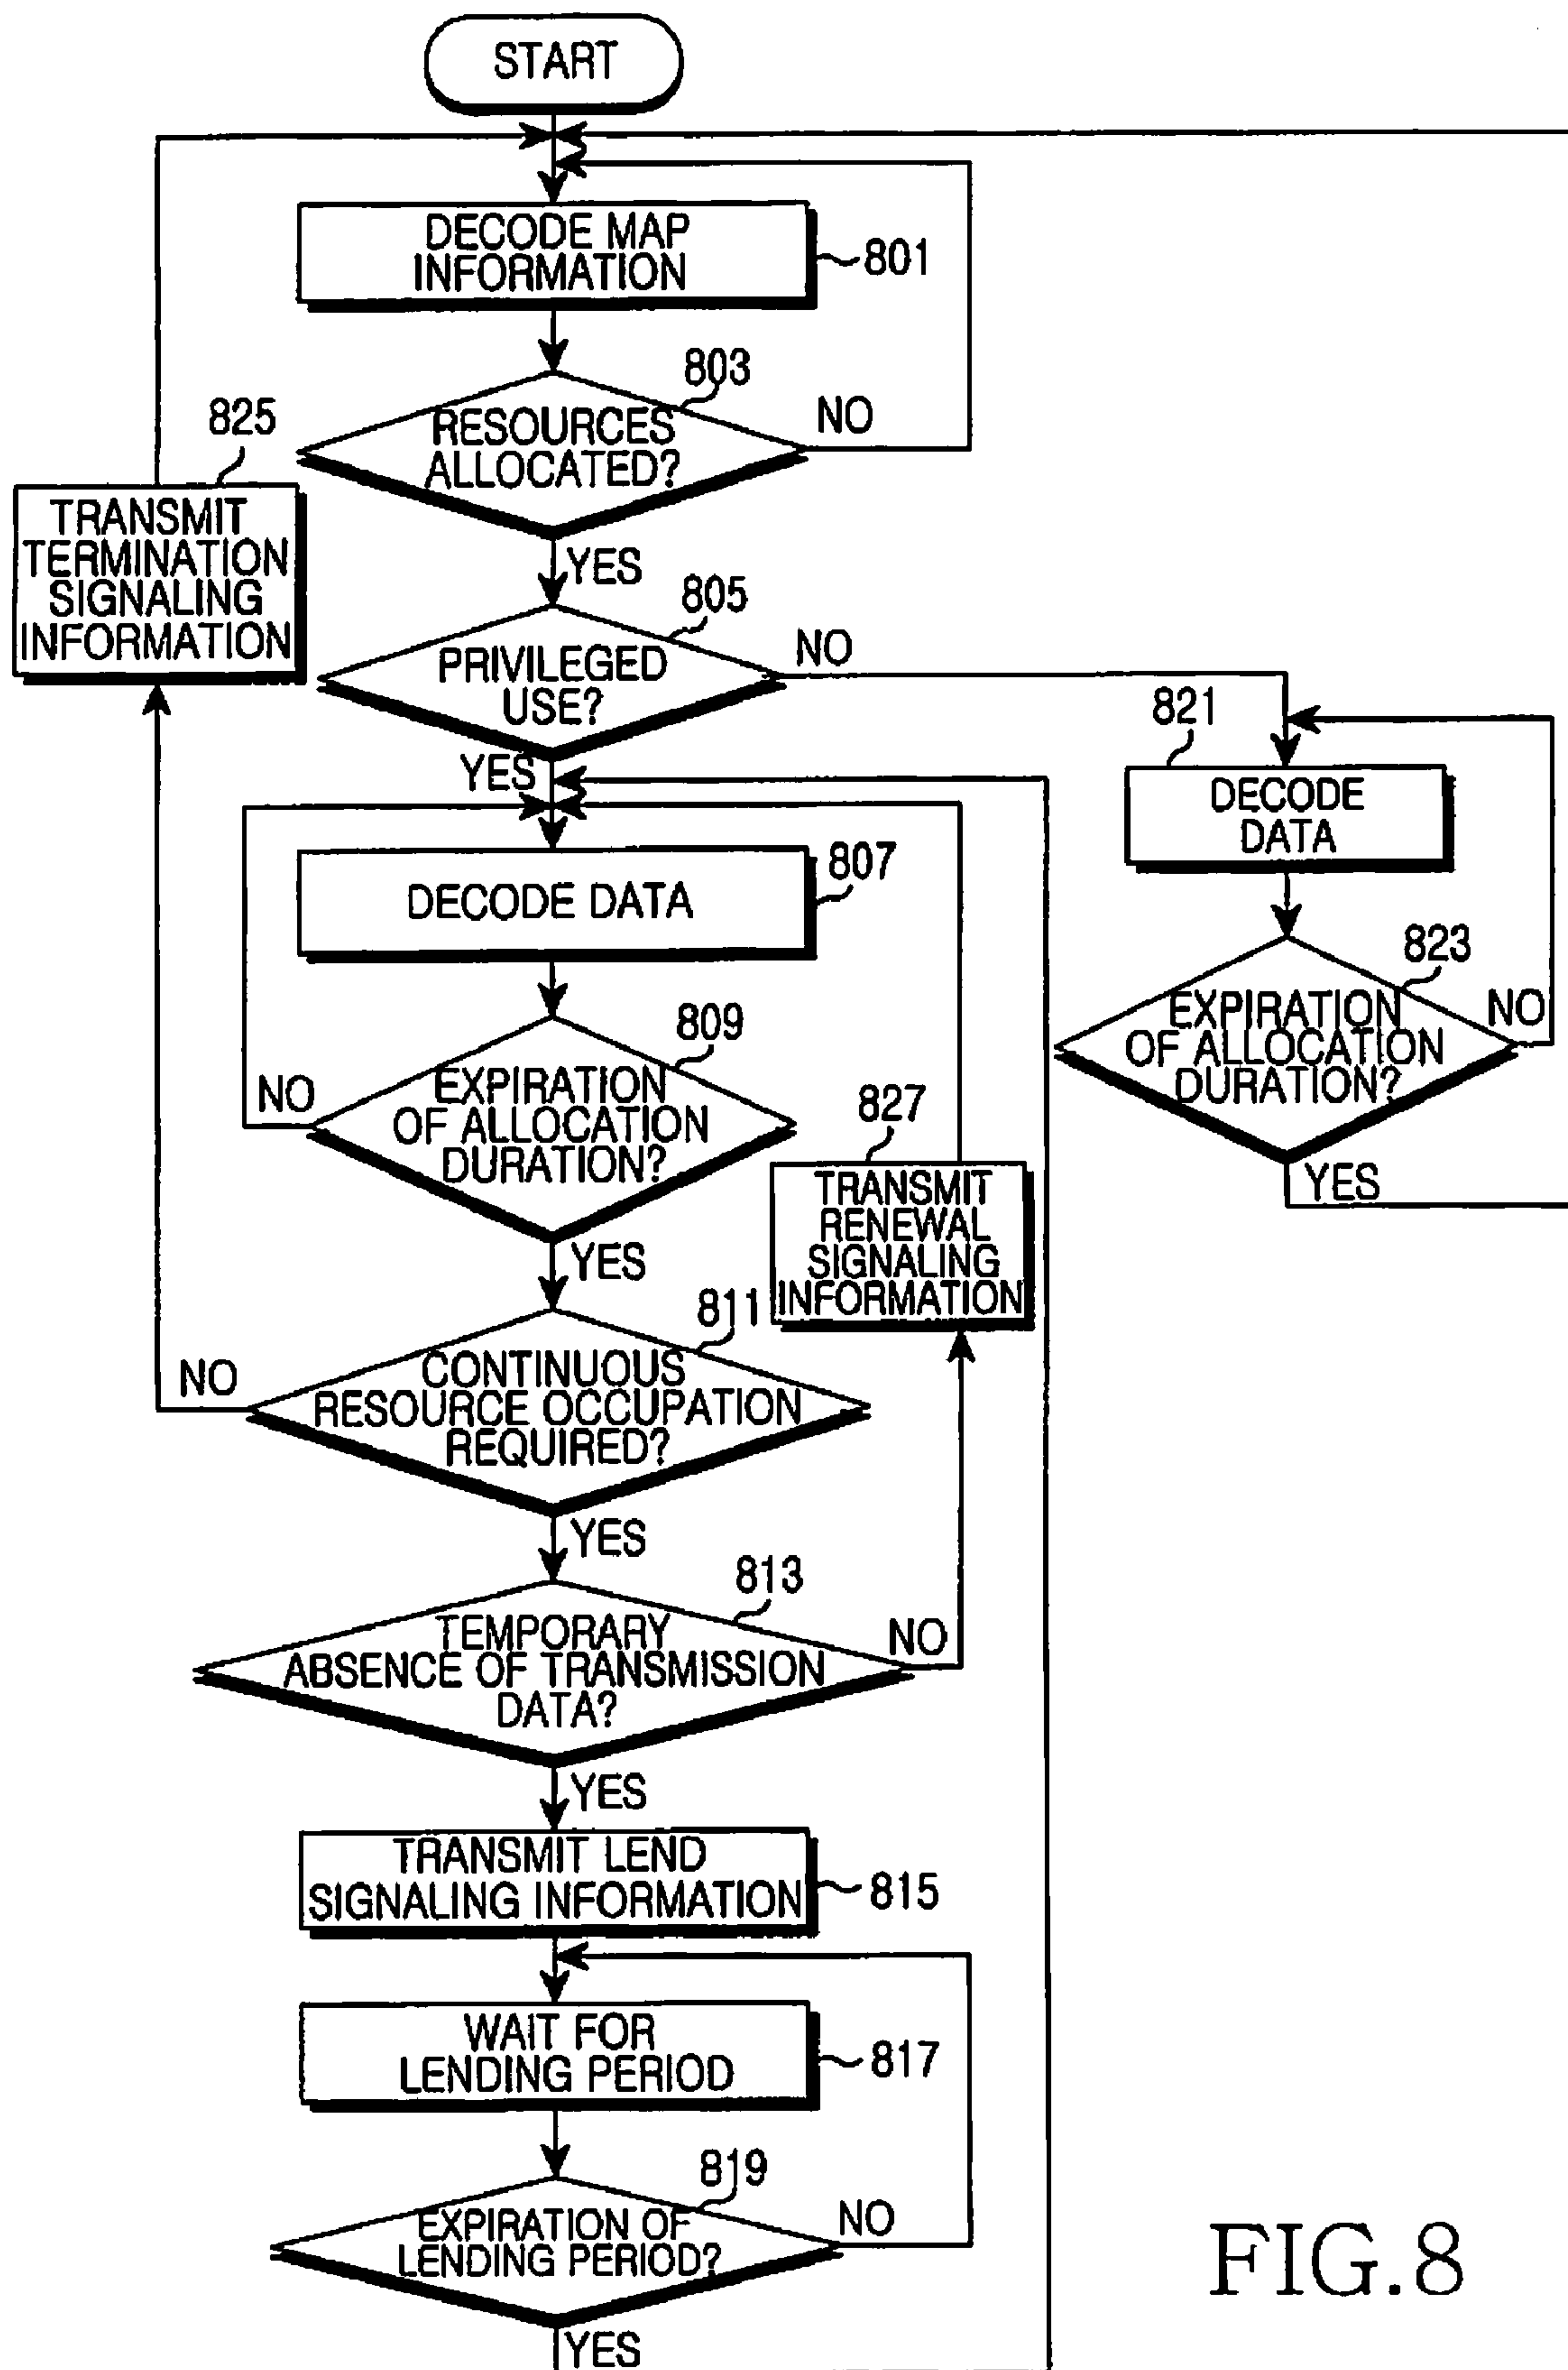 START
DECODE MAP
INFORMATION
801
803
RESOURCES
ALLOCATED?
NO
825
TRANSMIT
TERMINATION
SIGNALING
INFORMATION
YES
805
PRIVILEGED
USE?
NO
YES
821
DECODE
DATA
807
DECODE DATA
823
EXPIRATION
OF ALLOCATION
DURATION?
NO
YES
809
EXPIRATION
OF ALLOCATION
DURATION?
NO
YES
827
TRANSMIT
RENEWAL
SIGNALING
INFORMATION
811
CONTINUOUS
RESOURCE OCCUPATION
REQUIRED?
NO
YES
813
TEMPORARY
ABSENCE OF TRANSMISSION
DATA?
NO
YES
TRANSMIT LEND
SIGNALING INFORMATION
815
WAIT FOR
LENDING PERIOD
817
819
EXPIRATION OF
LENDING PERIOD?
NO
YES
FIG.8